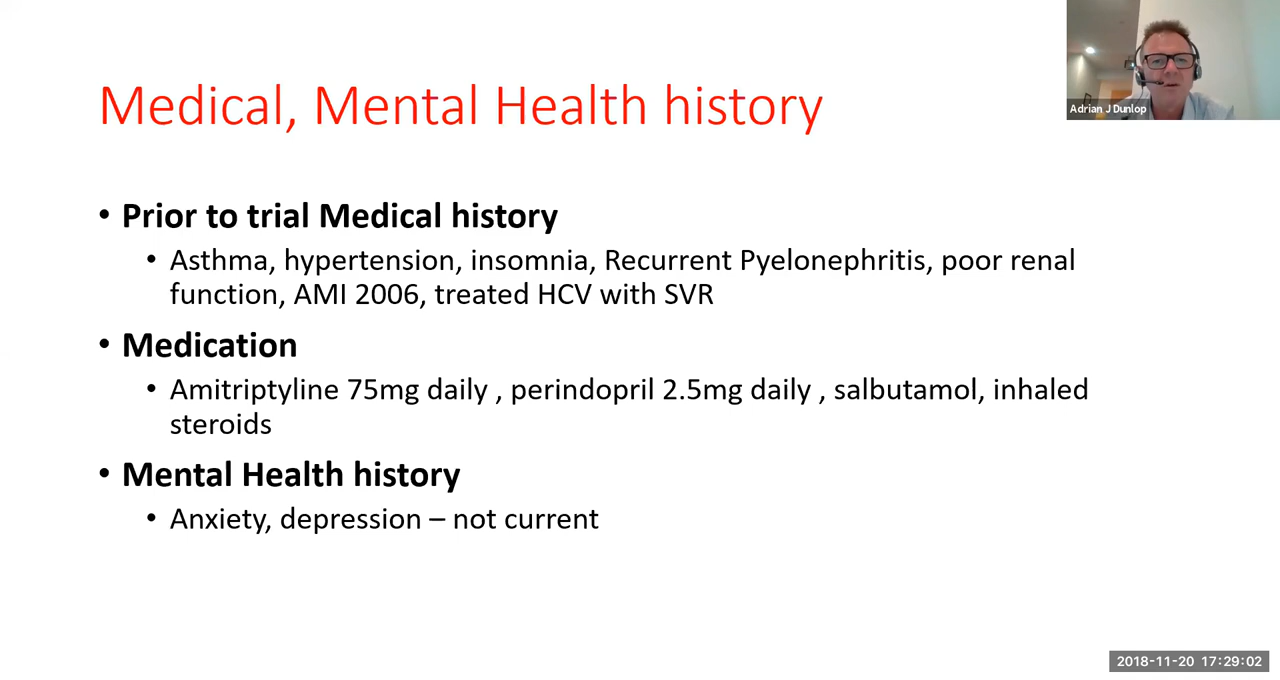 Medical, Mental Health history
Adrian J Dunlop
• Prior to trial Medical history
• Asthma, hypertension, insomnia, Recurrent Pyelonephritis, poor renal
function, AMI 2006, treated HCV with SVR
• Medication
• Amitriptyline 75mg daily , perindopril 2.5mg daily , salbutamol, inhaled
steroids
• Mental Health history
• Anxiety, depression – not current
2018-11-20 17:29:02